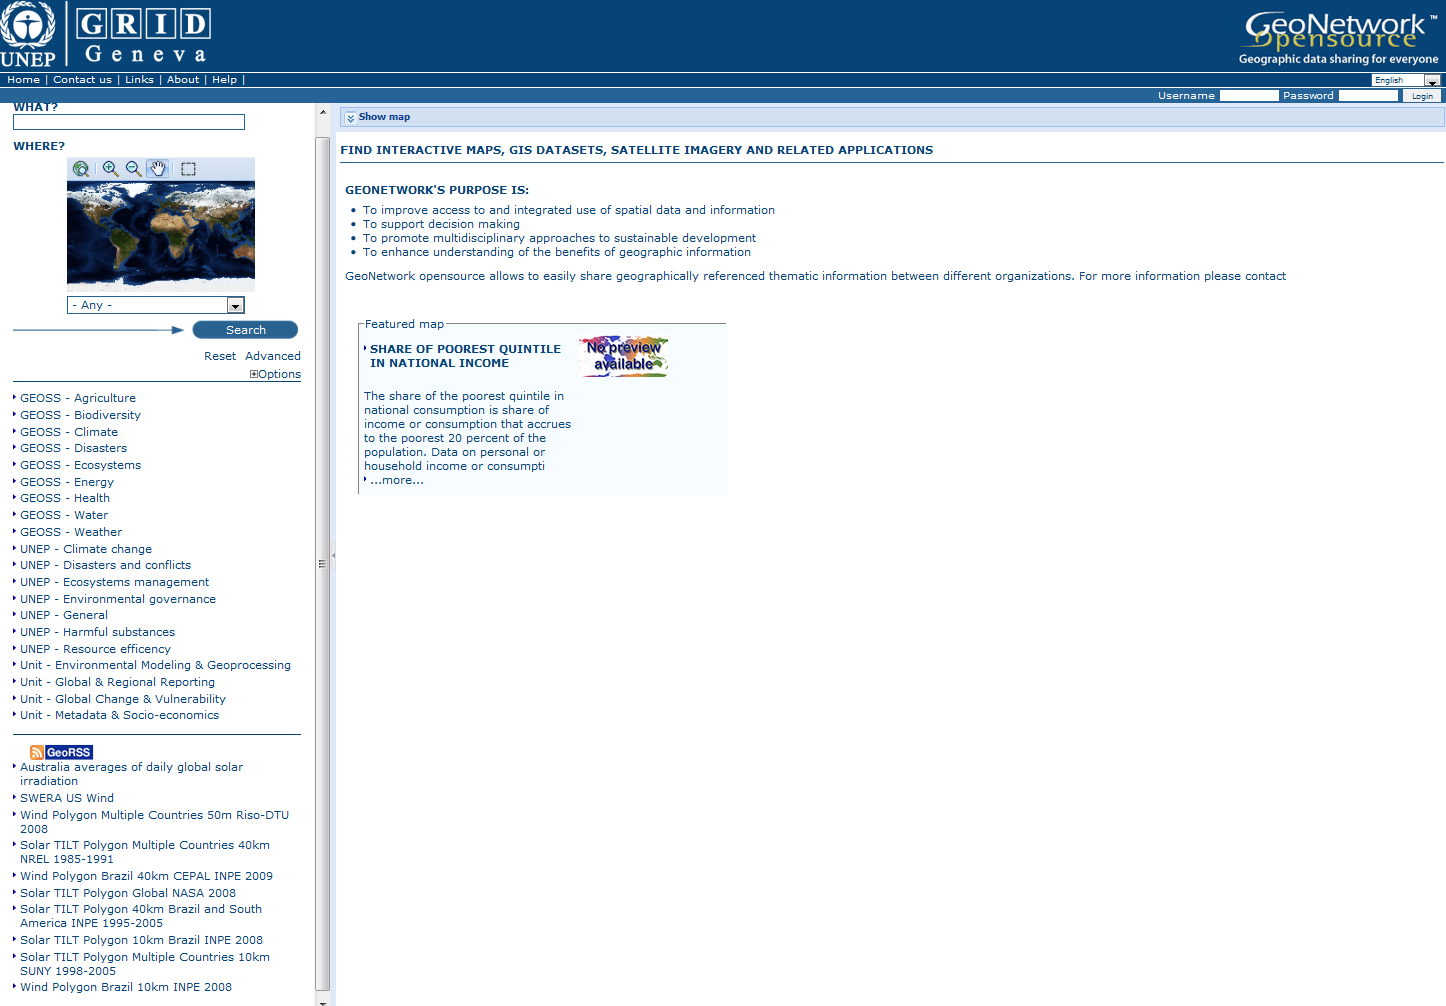 UNEP
GRID
Geneva
GeoNetwork™
Opensource
Geographic data sharing for everyone
Home | Contact us | Links | About | Help |
English
Username Password Login
WHAT?
WHERE?
- Any -
Search
Reset Advanced
Options
GEOSS - Agriculture
GEOSS - Biodiversity
GEOSS - Climate
GEOSS - Disasters
GEOSS - Ecosystems
GEOSS - Energy
GEOSS - Health
GEOSS - Water
GEOSS - Weather
UNEP - Climate change
UNEP - Disasters and conflicts
UNEP - Ecosystems management
UNEP - Environmental governance
UNEP - General
UNEP - Harmful substances
UNEP - Resource efficency
Unit - Environmental Modeling & Geoprocessing
Unit - Global & Regional Reporting
Unit - Global Change & Vulnerability
Unit - Metadata & Socio-economics
GeoRSS
Australia averages of daily global solar
irradiation
SWERA US Wind
Wind Polygon Multiple Countries 50m Riso-DTU
2008
Solar TILT Polygon Multiple Countries 40km
NREL 1985-1991
Wind Polygon Brazil 40km CEPAL INPE 2009
Solar TILT Polygon Global NASA 2008
Solar TILT Polygon 40km Brazil and South
America INPE 1995-2005
Solar TILT Polygon 10km Brazil INPE 2008
Solar TILT Polygon Multiple Countries 10km
SUNY 1998-2005
Wind Polygon Brazil 10km INPE 2008
Show map
FIND INTERACTIVE MAPS, GIS DATASETS, SATELLITE IMAGERY AND RELATED APPLICATIONS
GEONETWORK'S PURPOSE IS:
• To improve access to and integrated use of spatial data and information
• To support decision making
• To promote multidisciplinary approaches to sustainable development
• To enhance understanding of the benefits of geographic information
GeoNetwork opensource allows to easily share geographically referenced thematic information between different organizations. For more information please contact
Featured map
SHARE OF POOREST QUINTILE
IN NATIONAL INCOME
No preview
available
The share of the poorest quintile in
national consumption is share of
income or consumption that accrues
to the poorest 20 percent of the
population. Data on personal or
household income or consumpti
...more...